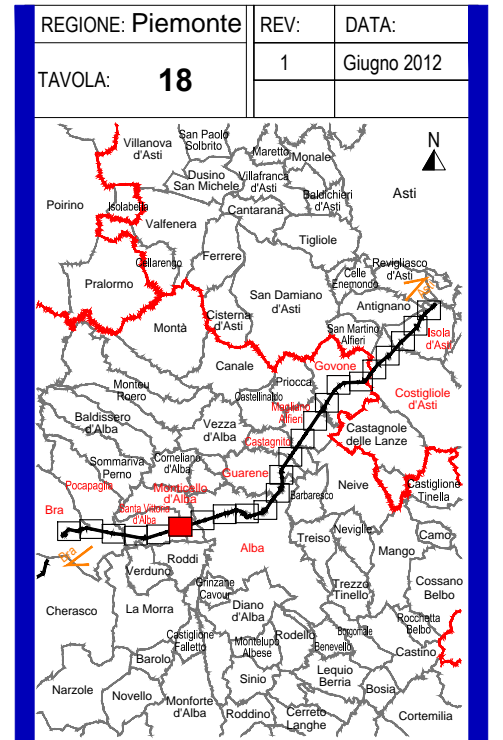 REGIONE: Piemonte
REV:
DATA:
TAVOLA: 18
1
Giugno 2012
N
Villanova
d'Asti
San Paolo
Solbrito
Maretto
Monale
Dusino
San Michele
Villafranca
d'Asti
Baldichieri
d'Asti
Asti
Poirino
Isolabella
Valfenera
Cantarana
Tigliole
Cellarengo
Ferrere
Revigliasco
d'Asti
Celle
Enemondo
Pralormo
San Damiano
d'Asti
Antignano
Cisterna
d'Asti
Montà
San Martino
Alfieri
Isola
d'Asti
Canale
Govone
Priocca
Monteu
Roero
Castellinaldo
Magliano
Alfieri
Costigliole
d'Asti
Baldissero
d'Alba
Vezza
d'Alba
Castagnito
Castagnole
delle Lanze
Sommariva
Perno
Corneliano
d'Alba
Guarene
Pocapaglia
Monticello
d'Alba
Neive
Castiglione
Tinella
Barbaresco
Bra
Santa Vittoria
d'Alba
Alba
Treiso
Neviglie
Camo
Bra
Roddi
Mango
Verduno
Grinzane
Cavour
Trezzo
Tinello
Cossano
Belbo
Cherasco
La Morra
Diano
d'Alba
Rocchetta
Belbo
Castiglione
Falletto
Montelupo
Albese
Rodello
Borgomale
Benevello
Castino
Barolo
Lequio
Berria
Sinio
Bosia
Narzole
Novello
Monforte
d'Alba
Roddino
Cerreto
Langhe
Cortemilia